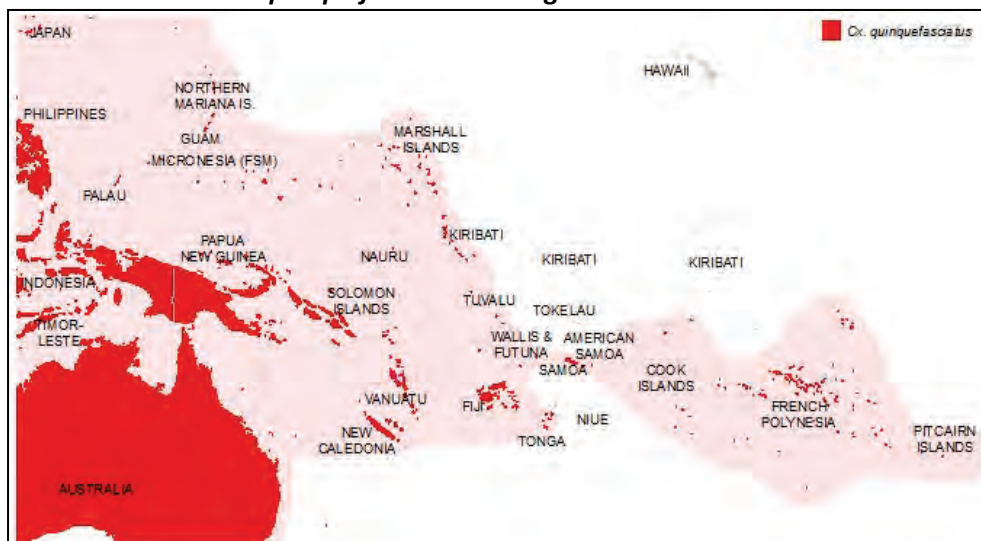 JAPAN
Cx. quinquefasciatus
HAWAII
NORTHERN
MARIANA IS.
PHILIPPINES
GUAM
MARSHALL
ISLANDS
MICRONESIA (FSM)
PALAU
KIRIBATI
PAPUA
NEW GUINEA
NAURU
KIRIBATI
KIRIBATI
INDONESIA
SOLOMON
ISLANDS
TUVALU
TOKELAU
TIMOR-
LESTE
WALLIS &
FUTUNA
AMERICAN
SAMOA
SAMOA
COOK
ISLANDS
VANUATU
FIJI
FRENCH
POLYNESIA
NIUE
NEW
CALEDONIA
TONGA
PITCAIRN
ISLANDS
AUSTRALIA